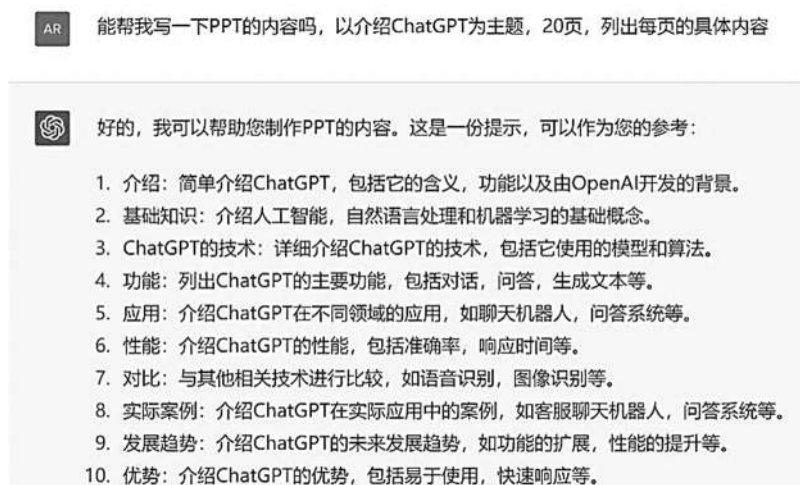 AR
能帮我写一下PPT的内容吗，以介绍ChatGPT为主题，20页，列出每页的具体内容
好的，我可以帮助您制作PPT的内容。这是一份提示，可以作为您的参考：
1. 介绍：简单介绍ChatGPT，包括它的含义，功能以及由OpenAI开发的背景。
2. 基础知识：介绍人工智能，自然语言处理和机器学习的基础概念。
3. ChatGPT的技术：详细介绍ChatGPT的技术，包括它使用的模型和算法。
4. 功能：列出ChatGPT的主要功能，包括对话，问答，生成文本等。
5. 应用：介绍ChatGPT在不同领域的应用，如聊天机器人，问答系统等。
6. 性能：介绍ChatGPT的性能，包括准确率，响应时间等。
7. 对比：与其他相关技术进行比较，如语音识别，图像识别等。
8. 实际案例：介绍ChatGPT在实际应用中的案例，如客服聊天机器人，问答系统等。
9. 发展趋势：介绍ChatGPT的未来发展趋势，如功能的扩展，性能的提升等。
10. 优势：介绍ChatGPT的优势，包括易于使用，快速响应等。